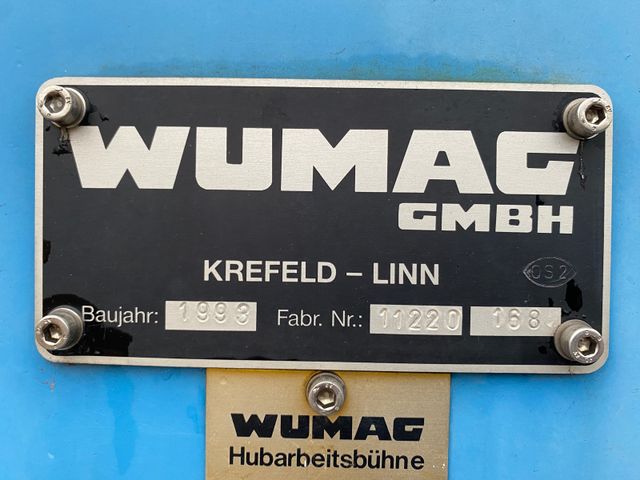 WUMAG
GMBH
KREFELD – LINN
OS2
Baujahr: 1993 Fabr. Nr.: 11220 168
WUMAG
Hubarbeitsbühne